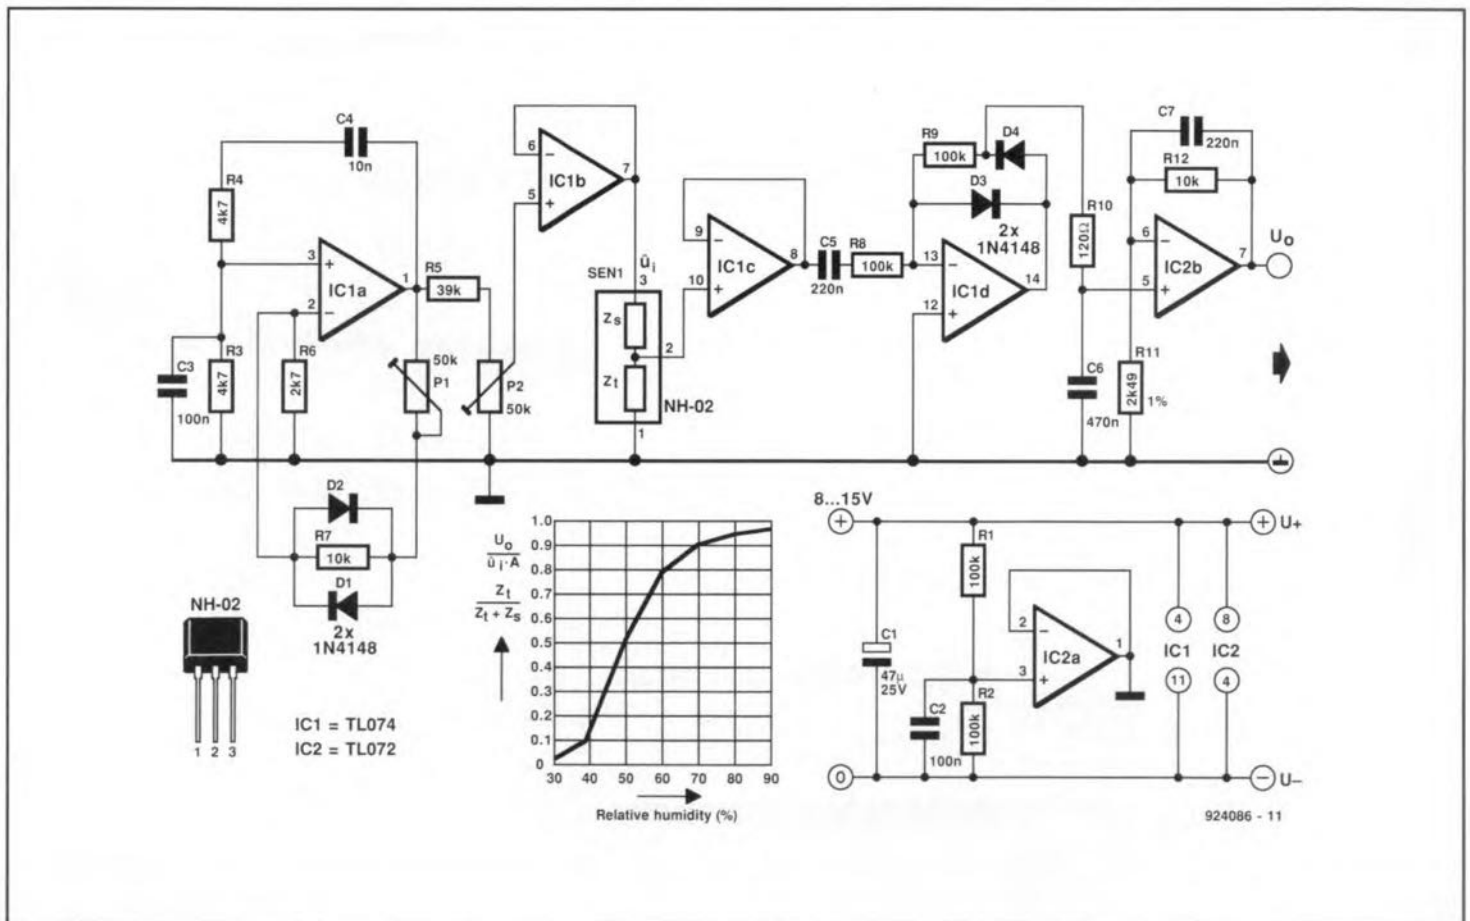 C4
10n
R4
4k7
C3
100n
R3
4k7
3
+
2
−
IC1a
1
R6
2k7
R5
39k
50k
P1
P2
50k
6
−
5
+
IC1b
7
ûi
SEN1
3
Zs
2
Zt
NH-02
1
9
−
10
+
IC1c
8
C5
220n
R8
100k
R9
100k
D4
D3
2x
1N4148
13
−
12
+
IC1d
14
R10
120Ω
C6
470n
C7
220n
R12
10k
6
−
5
+
IC2b
7
Uo
R11
2k49
1%
D2
R7
10k
D1
2x
1N4148
NH-02
1 2 3
IC1 = TL074
IC2 = TL072
Uo
ûi·A
Zt
Zt + Zs
1.0
0.9
0.8
0.7
0.6
0.5
0.4
0.3
0.2
0.1
0
30 40 50 60 70 80 90
Relative humidity (%)
8...15V
+
+ U+
R1
100k
C1
47µ
25V
C2
100n
R2
100k
2
−
3
+
IC2a
1
4
IC1
11
8
IC2
4
0
− U−
924086 - 11